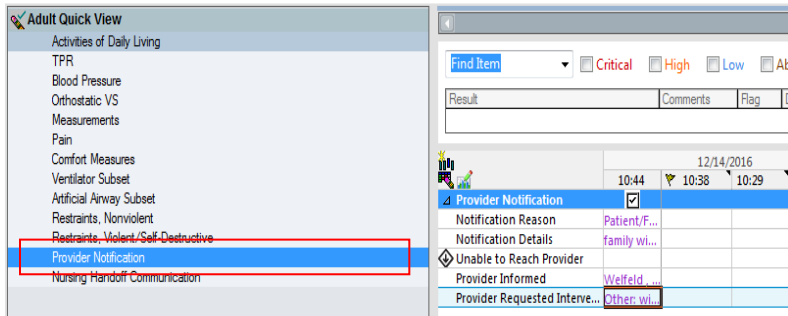 Adult Quick View
Activities of Daily Living
TPR
Blood Pressure
Orthostatic VS
Measurements
Pain
Comfort Measures
Ventilator Subset
Artificial Airway Subset
Restraints, Nonviolent
Restraints, Violent/Self-Destructive
Provider Notification
Nursing Handoff Communication
Find Item Critical High Low Ab
Result Comments Flag D
12/14/2016
10:44 10:38 10:29
Provider Notification
Notification Reason Patient/F...
Notification Details family wi...
Unable to Reach Provider
Provider Informed Welfeld , ...
Provider Requested Interve... Other: wi...